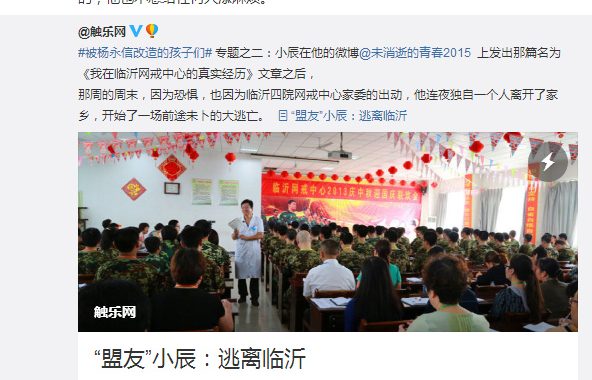 @触乐网
#被杨永信改造的孩子们# 专题之二：小辰在他的微博@未消逝的青春2015 上发出那篇名为
《我在临沂网戒中心的真实经历》文章之后，
那周的周末，因为恐惧，也因为临沂四院网戒中心家委的出动，他连夜独自一个人离开了家
乡，开始了一场前途未卜的大逃亡。 “盟友”小辰：逃离临沂
临沂网戒中心2013庆中秋迎国庆联欢会
触乐网
“盟友”小辰：逃离临沂